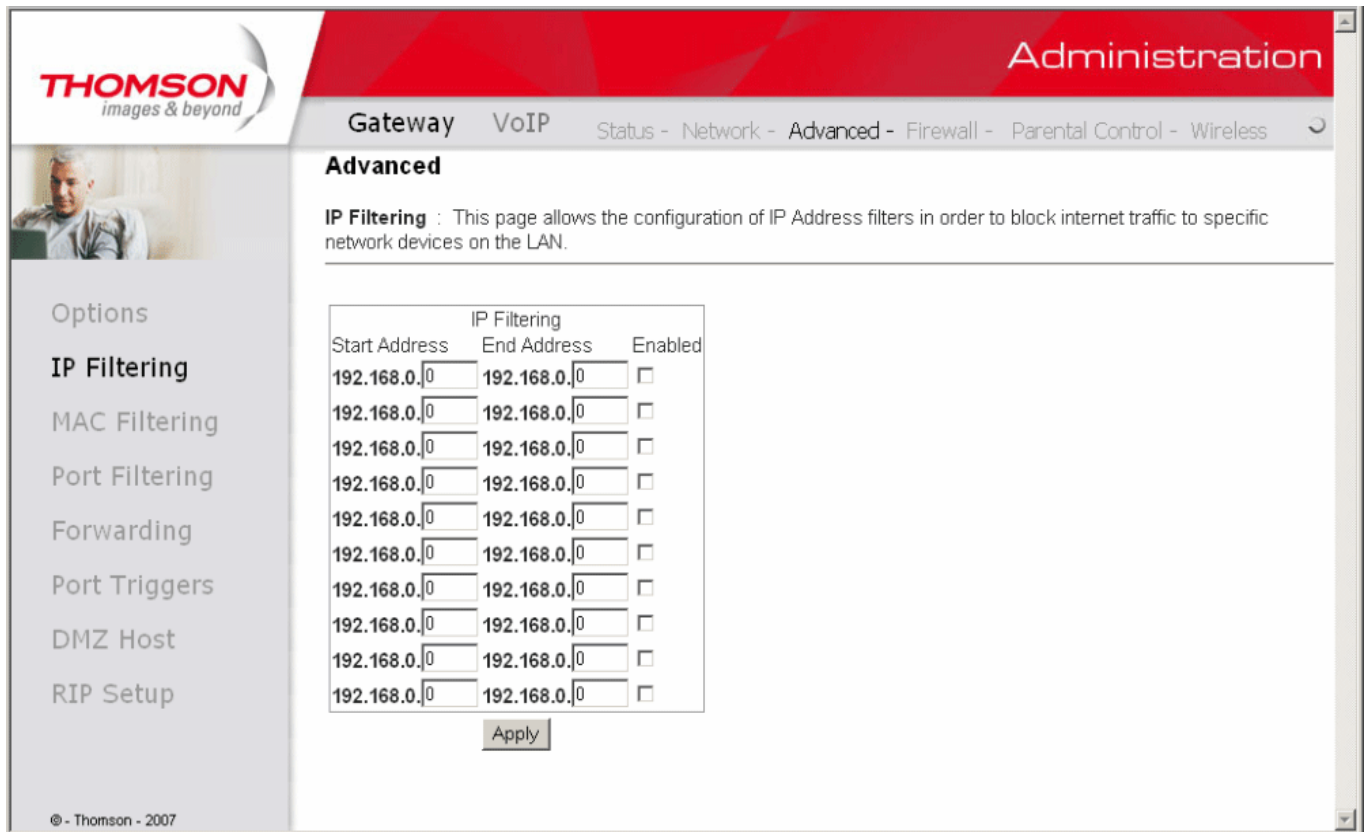 THOMSON
images & beyond
Administration
Gateway VoIP Status - Network - Advanced - Firewall - Parental Control - Wireless
Advanced
IP Filtering : This page allows the configuration of IP Address filters in order to block internet traffic to specific
network devices on the LAN.
Options
IP Filtering
MAC Filtering
Port Filtering
Forwarding
Port Triggers
DMZ Host
RIP Setup
IP Filtering
Start Address End Address Enabled
192.168.0.0 192.168.0.0
192.168.0.0 192.168.0.0
192.168.0.0 192.168.0.0
192.168.0.0 192.168.0.0
192.168.0.0 192.168.0.0
192.168.0.0 192.168.0.0
192.168.0.0 192.168.0.0
192.168.0.0 192.168.0.0
192.168.0.0 192.168.0.0
192.168.0.0 192.168.0.0
Apply
© - Thomson - 2007